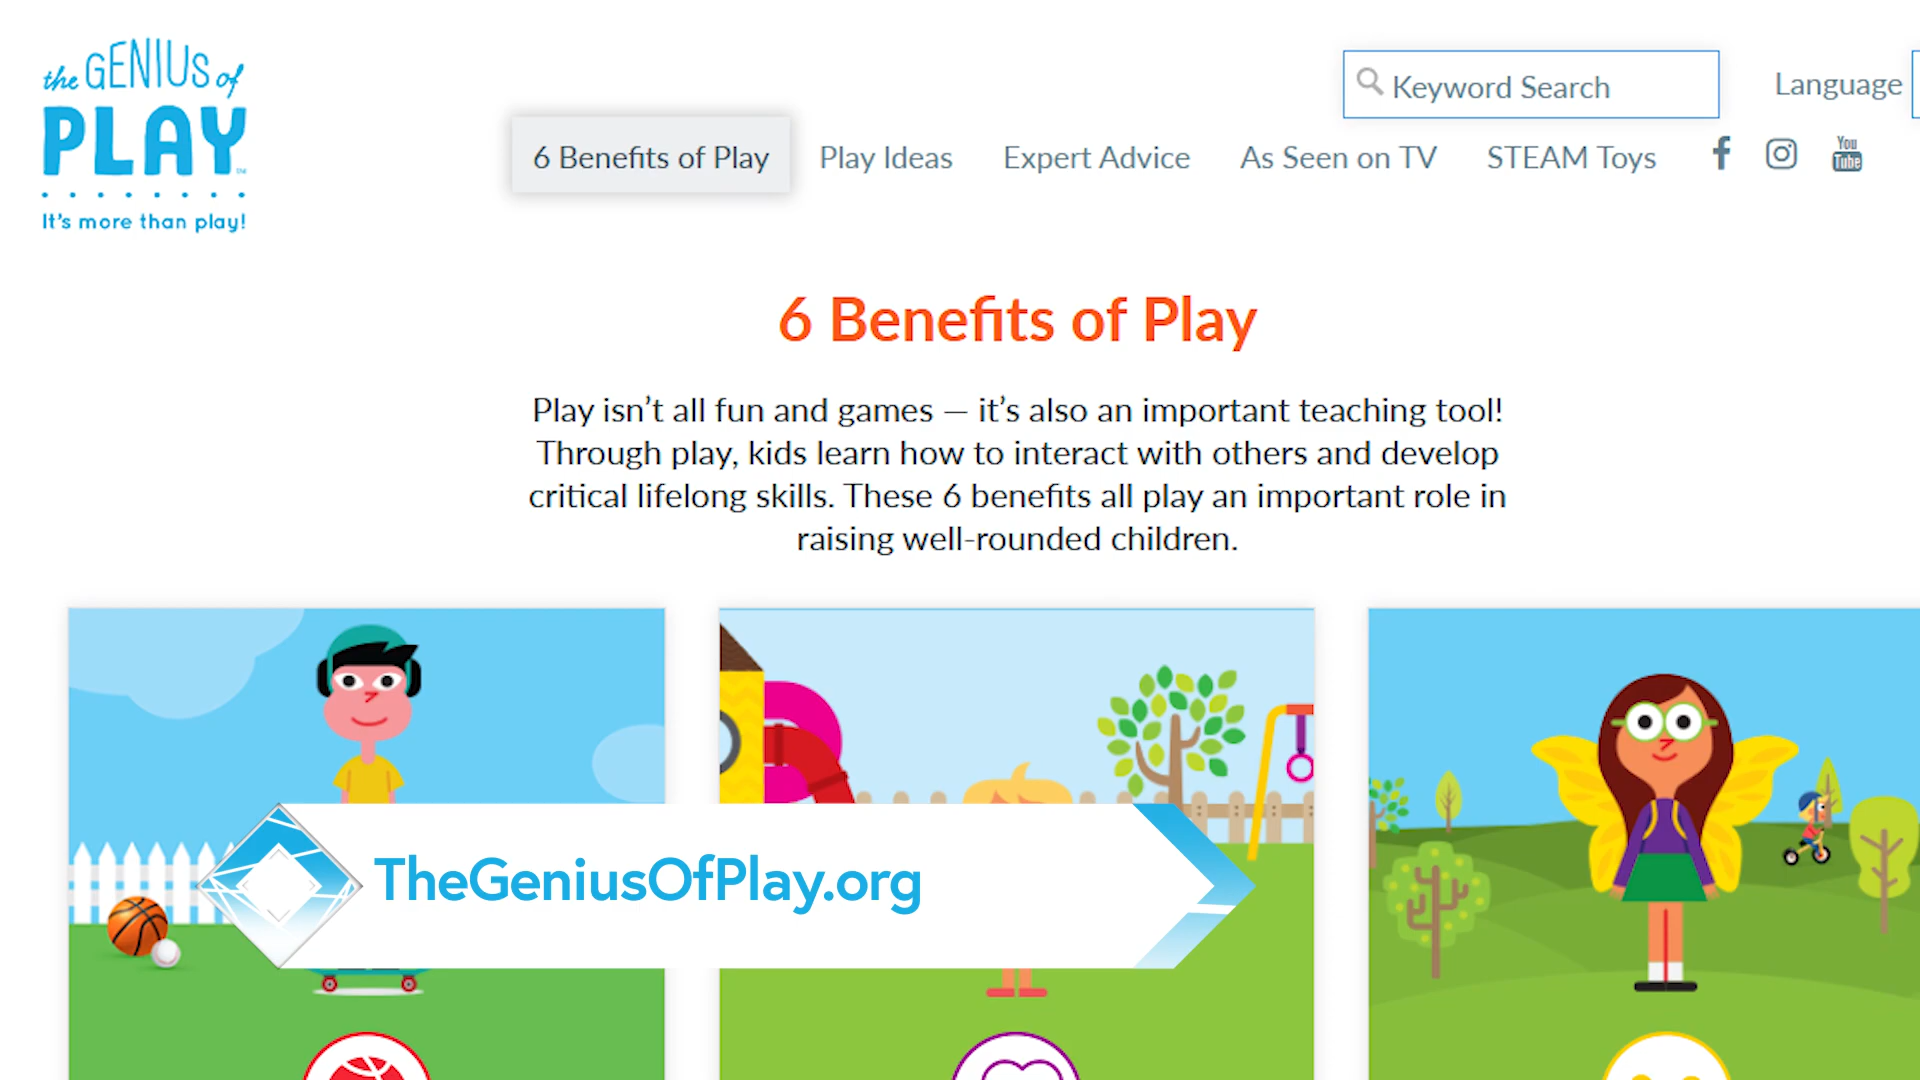 the GENIUS of
PLAY
It's more than play!
Keyword Search
Language
6 Benefits of Play
Play Ideas
Expert Advice
As Seen on TV
STEAM Toys
You
Tube
6 Benefits of Play
Play isn’t all fun and games — it’s also an important teaching tool!
Through play, kids learn how to interact with others and develop
critical lifelong skills. These 6 benefits all play an important role in
raising well-rounded children.
TheGeniusOfPlay.org